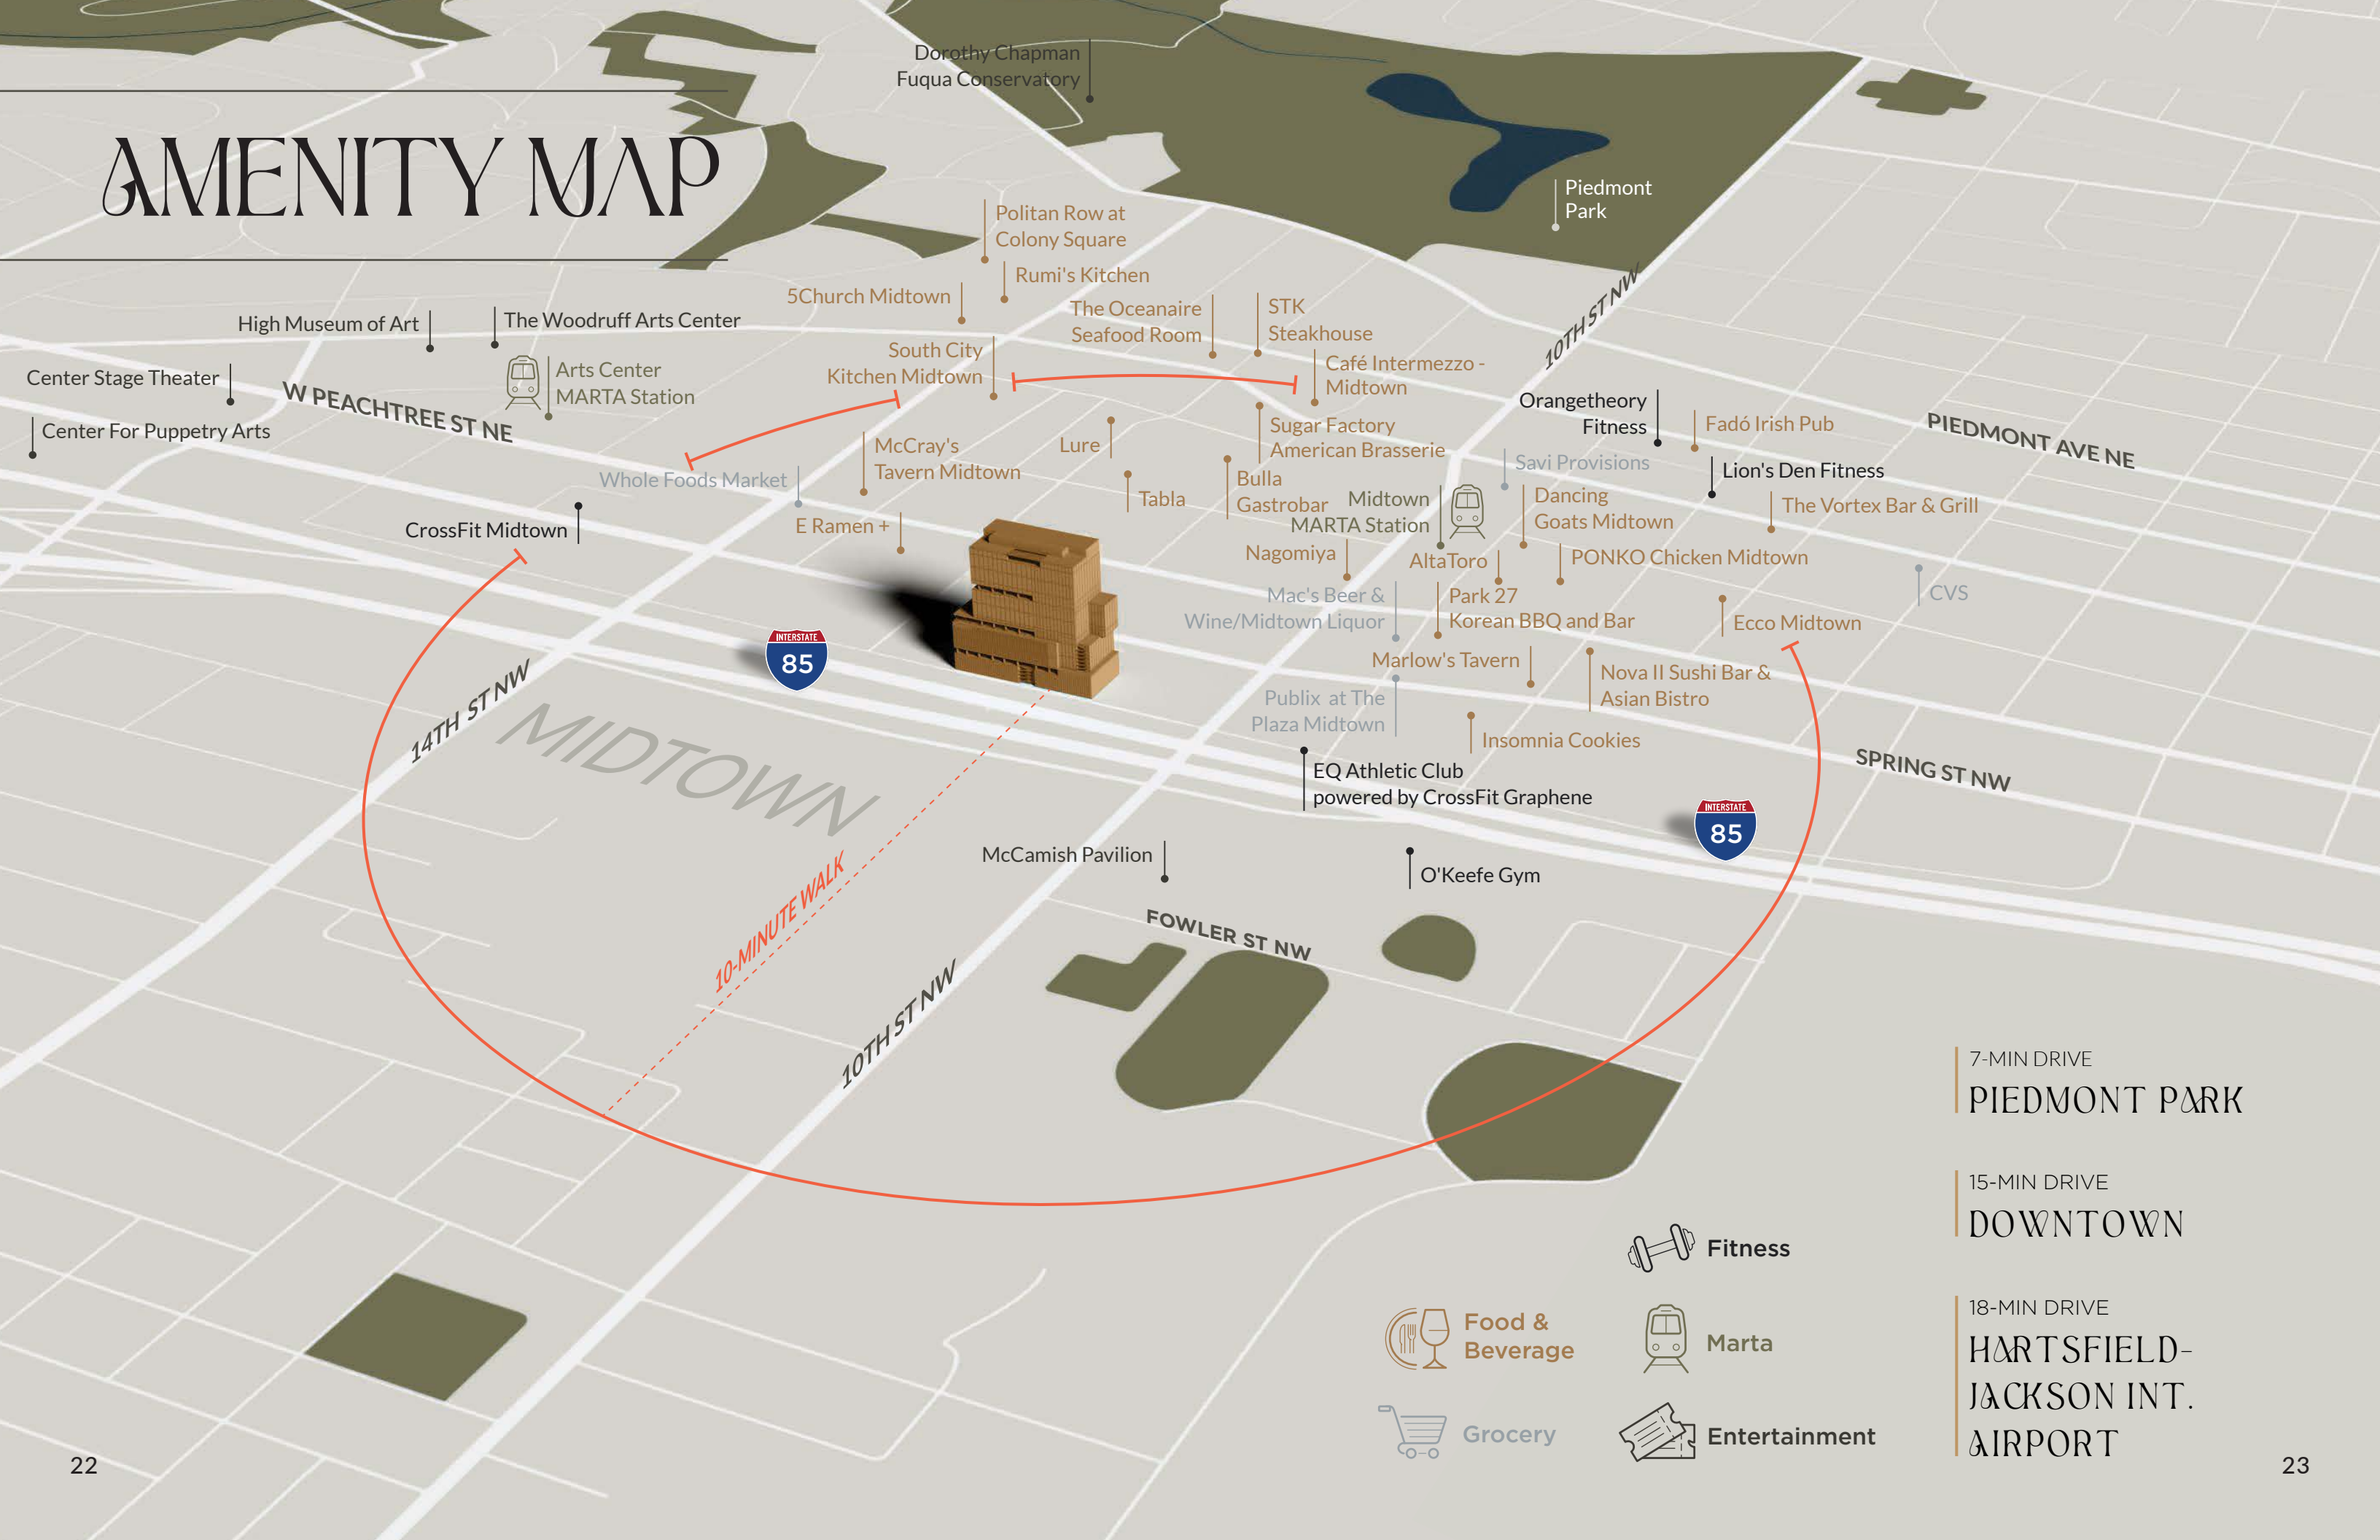 AMENITY MAP
Dorothy Chapman
Fuqua Conservatory
Piedmont
Park
Politan Row at
Colony Square
Rumi's Kitchen
5Church Midtown
The Oceanaire
Seafood Room
STK
Steakhouse
10TH ST NW
High Museum of Art
The Woodruff Arts Center
South City
Kitchen Midtown
Café Intermezzo -
Midtown
Center Stage Theater
W PEACHTREE ST NE
Arts Center
MARTA Station
Center For Puppetry Arts
Orangetheory
Fitness
Fadó Irish Pub
PIEDMONT AVE NE
McCray's
Tavern Midtown
Lure
Sugar Factory
American Brasserie
Whole Foods Market
Savi Provisions
Lion's Den Fitness
Tabla
Bulla
Gastrobar
Midtown
MARTA Station
Dancing
Goats Midtown
The Vortex Bar & Grill
CrossFit Midtown
E Ramen +
Nagomiya
AltaToro
PONKO Chicken Midtown
Mac's Beer &
Wine/Midtown Liquor
Park 27
Korean BBQ and Bar
CVS
Ecco Midtown
INTERSTATE
85
Marlow's Tavern
Nova II Sushi Bar &
Asian Bistro
Publix at The
Plaza Midtown
Insomnia Cookies
14TH ST NW
MIDTOWN
EQ Athletic Club
powered by CrossFit Graphene
SPRING ST NW
INTERSTATE
85
McCamish Pavilion
O'Keefe Gym
10-MINUTE WALK
FOWLER ST NW
10TH ST NW
7-MIN DRIVE
PIEDMONT PARK
15-MIN DRIVE
DOWNTOWN
18-MIN DRIVE
HARTSFIELD-
JACKSON INT.
AIRPORT
Fitness
Food &
Beverage
Marta
Grocery
Entertainment
22
23